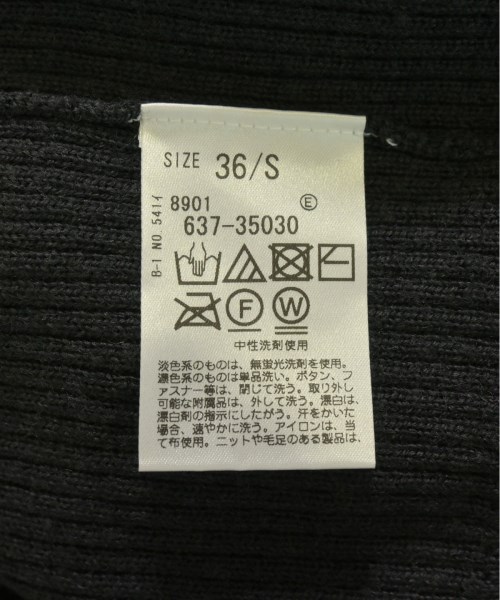 SIZE 36/S
8901 Ⓔ
637-35030
B-1 NO.541イ
F
W
中性洗剤使用
淡色系のものは、無蛍光洗剤を使用。
濃色系のものは単品洗い。ボタン、フ
ァスナー等は、閉じて洗う。取り外し
可能な附属品は、外して洗う。漂白は、
漂白剤の指示にしたがう。汗をかいた
場合、速やかに洗う。アイロンは、当
て布使用。ニットや毛足のある製品は、